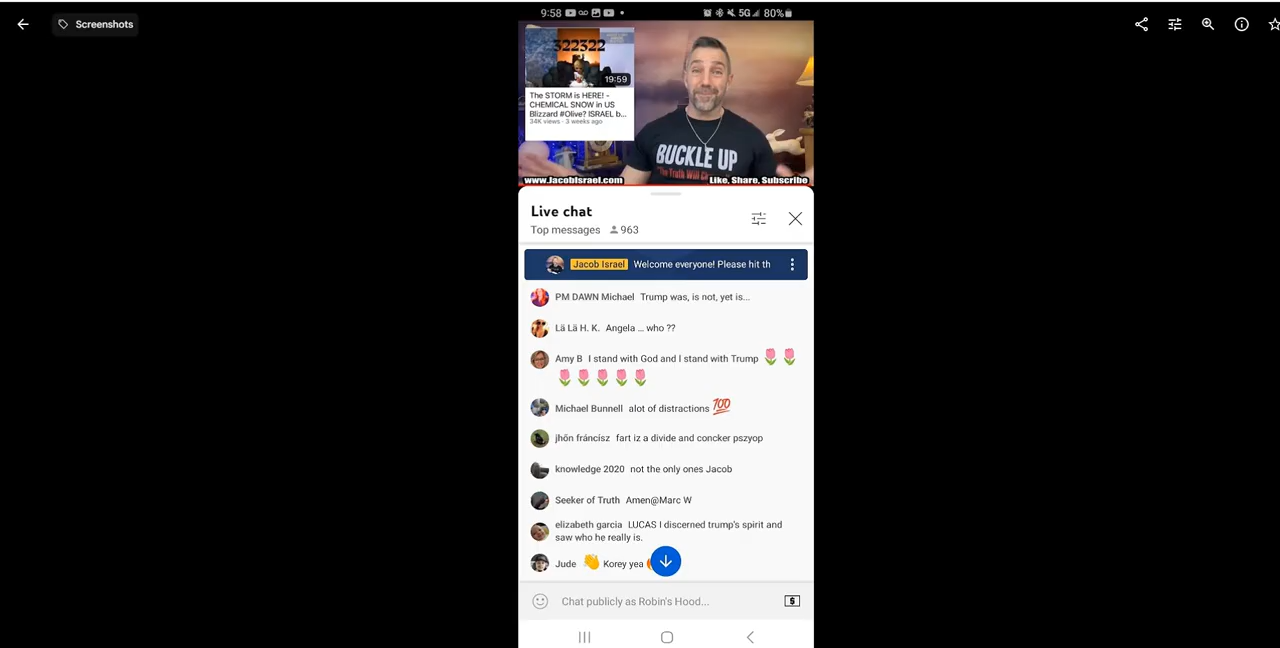 Screenshots
9:58
5G 80%
322322
19:59
The STORM is HERE! -
CHEMICAL SNOW in US
Blizzard #Olive? ISRAEL b...
34K views · 3 weeks ago
BUCKLE UP
www.JacobIsrael.com
Like, Share, Subscribe
Live chat
Top messages 963
Jacob Israel Welcome everyone! Please hit th
PM DAWN Michael Trump was, is not, yet is...
Lä Lä H. K. Angela ... who ??
Amy B I stand with God and I stand with Trump 🌷🌷
🌷🌷🌷🌷🌷
Michael Bunnell alot of distractions 💯
jhőn fráncisz fart iz a divide and concker pszyop
knowledge 2020 not the only ones Jacob
Seeker of Truth Amen@Marc W
elizabeth garcia LUCAS I discerned trump's spirit and
saw who he really is.
Jude 👏 Korey yea
Chat publicly as Robin's Hood...
$